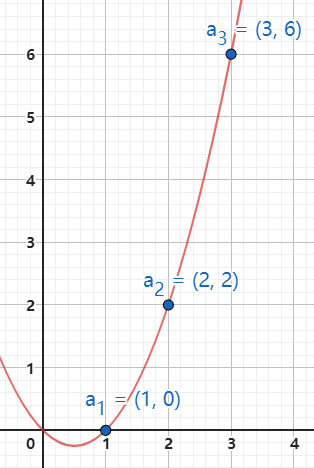 a₃ = (3, 6)
6
5
4
3
a₂ = (2, 2)
2
1
a₁ = (1, 0)
0 1 2 3 4